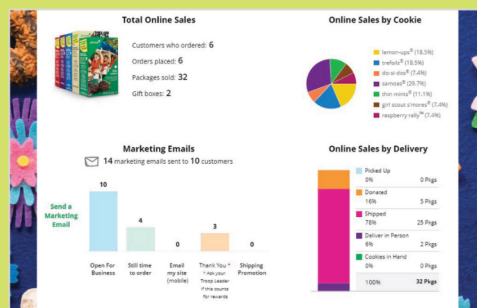 Total Online Sales
Customers who ordered: 6
Orders placed: 6
Packages sold: 32
Gift boxes: 2
Online Sales by Cookie
lemon-ups® (18.5%)
trefoils® (18.5%)
do-si-dos® (7.4%)
samoas® (29.7%)
thin mints® (11.1%)
girl scout s'mores® (7.4%)
raspberry rally™ (7.4%)
Marketing Emails
14 marketing emails sent to 10 customers
Send a
Marketing
Email
10
4
0
3
0
Open For
Business
Still time
to order
Email
my site
(mobile)
Thank You *
* Ask your
Troop Leader
if this counts
for rewards
Shipping
Promotion
Online Sales by Delivery
Picked Up
0% 0 Pkgs
Donated
16% 5 Pkgs
Shipped
78% 25 Pkgs
Deliver in Person
6% 2 Pkgs
Cookies in Hand
0% 0 Pkgs
100% 32 Pkgs